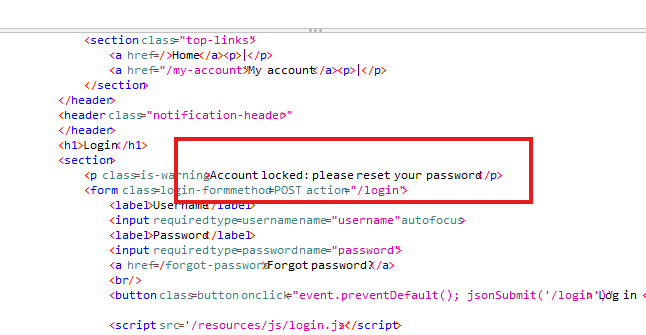 <section class="top-links">
<a href=/>Home</a><p>|</p>
<a href="/my-account">My account</a><p>|</p>
</section>
</header>
<header class="notification-header">
</header>
<h1>Login</h1>
<section>
<p class=is-warning>Account locked: please reset your password</p>
<form class=login-form method=POST action="/login">
<label>Username</label>
<input required type=username name="username" autofocus>
<label>Password</label>
<input required type=password name="password">
<a href=/forgot-password>Forgot password?</a>
<br/>
<button class=button onclick="event.preventDefault(); jsonSubmit('/login')"> Log in <
<script src='/resources/js/login.js'></script>